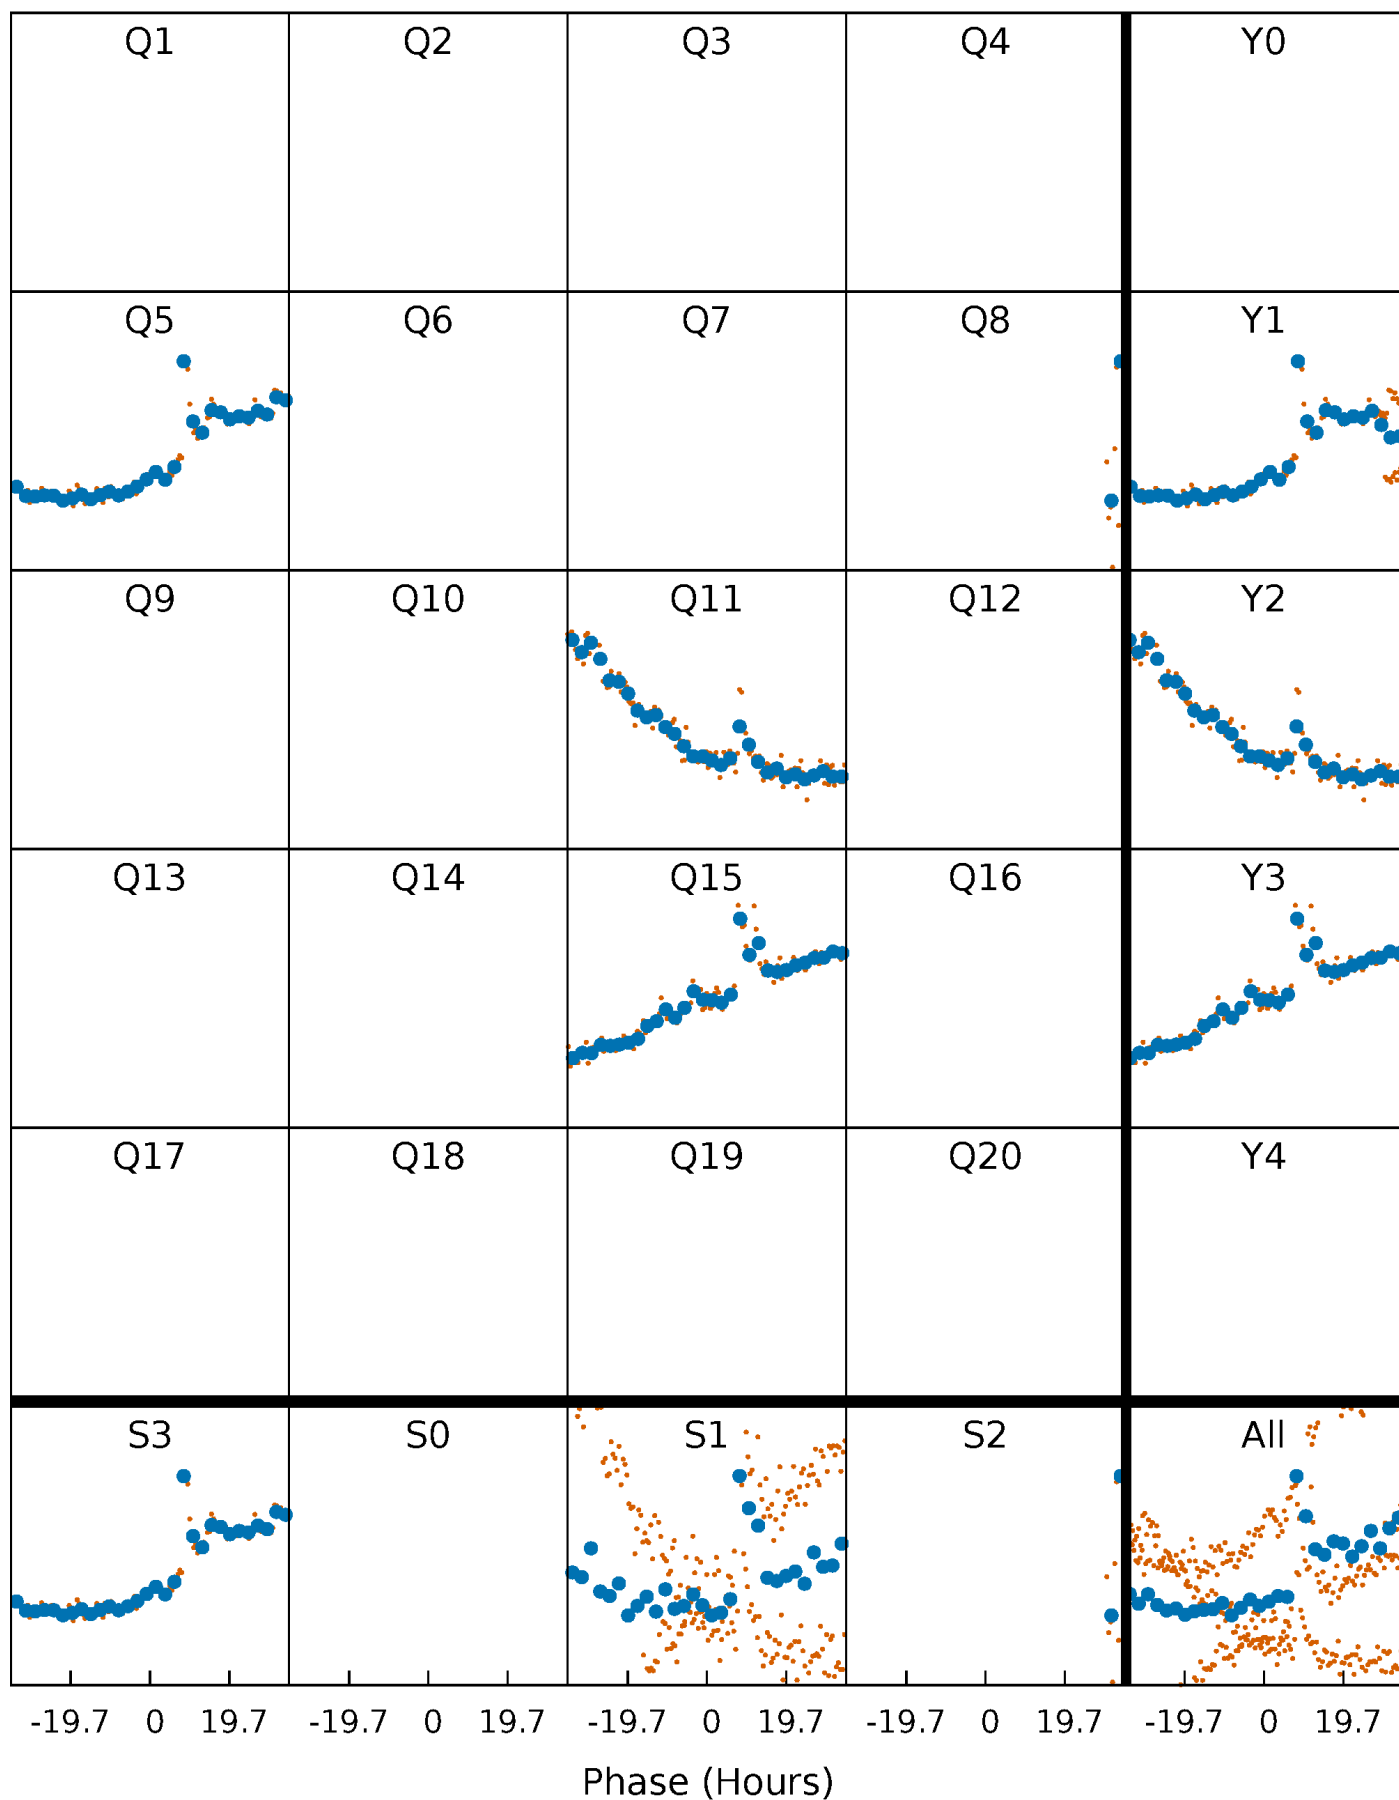 Q1 Q2 Q3 Q4 Y0
Q5 Q6 Q7 Q8 Y1
Q9 Q10 Q11 Q12 Y2
Q13 Q14 Q15 Q16 Y3
Q17 Q18 Q19 Q20 Y4
S3 S0 S1 S2 All
-19.7 0 19.7 -19.7 0 19.7 -19.7 0 19.7 -19.7 0 19.7 -19.7 0 19.7
Phase (Hours)